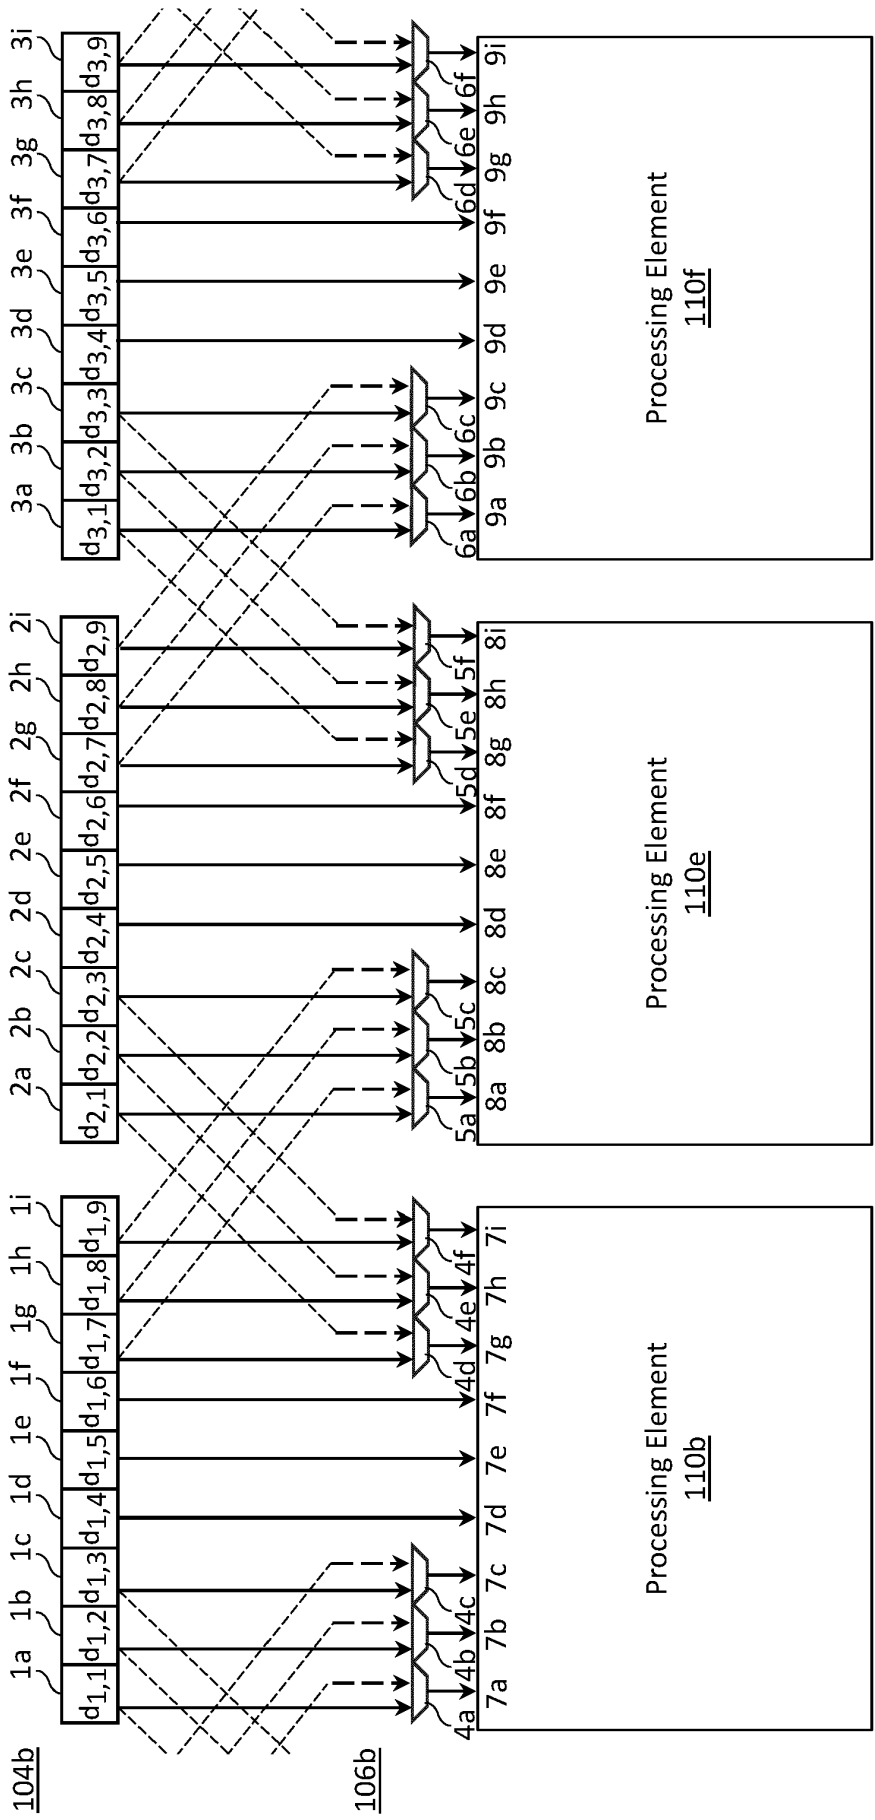 104b
1a 1b 1c 1d 1e 1f 1g 1h 1i 2a 2b 2c 2d 2e 2f 2g 2h 2i 3a 3b 3c 3d 3e 3f 3g 3h 3i
d1,1 d1,2 d1,3 d1,4 d1,5 d1,6 d1,7 d1,8 d1,9 d2,1 d2,2 d2,3 d2,4 d2,5 d2,6 d2,7 d2,8 d2,9 d3,1 d3,2 d3,3 d3,4 d3,5 d3,6 d3,7 d3,8 d3,9
106b
4a 4b 4c 4d 4e 4f 5a 5b 5c 5d 5e 5f 6a 6b 6c 6d 6e 6f
7a 7b 7c 7d 7e 7f 7g 7h 7i 8a 8b 8c 8d 8e 8f 8g 8h 8i 9a 9b 9c 9d 9e 9f 9g 9h 9i
Processing Element Processing Element Processing Element
110b 110e 110f